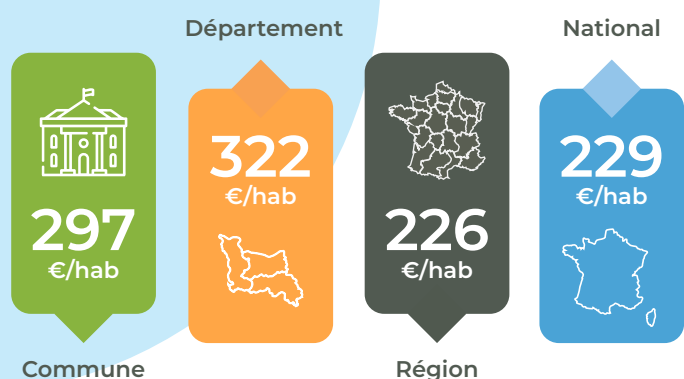 Département
National
297
€/hab
322
€/hab
226
€/hab
229
€/hab
Commune
Région